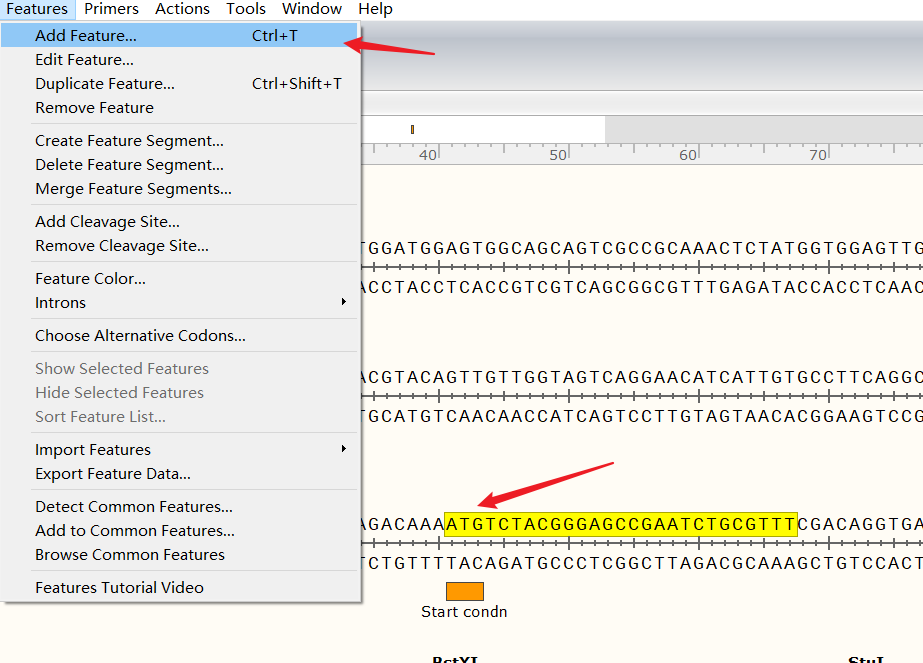 Features Primers Actions Tools Window Help
Add Feature... Ctrl+T
Edit Feature...
Duplicate Feature... Ctrl+Shift+T
Remove Feature
Create Feature Segment...
Delete Feature Segment...
Merge Feature Segments...
Add Cleavage Site...
Remove Cleavage Site...
Feature Color...
Introns
Choose Alternative Codons...
Show Selected Features
Hide Selected Features
Sort Feature List...
Import Features
Export Feature Data...
Detect Common Features...
Add to Common Features...
Browse Common Features
Features Tutorial Video
40 50 60 70
TGGATGGAGTGGCAGCAGTCGCCGCAAACTCTATGGTGGAGTTG
ACCTACCTCACCGTCGTCAGCGGCGTTTGAGATACCACCTCAAC
ACGTACAGTTGTTGGTAGTCAGGAACATCATTGTGCCTTCAGGC
TGCATGTCAACAACCATCAGTCCTTGTAGTAACACGGAAGTCCG
AGACAAAATGTCTACGGGAGCCGAATCTGCGTTTCGACAGGTGA
TCTGTTTTACAGATGCCCTCGGCTTAGACGCAAAGCTGTCCACT
Start condn
BstXI StuI